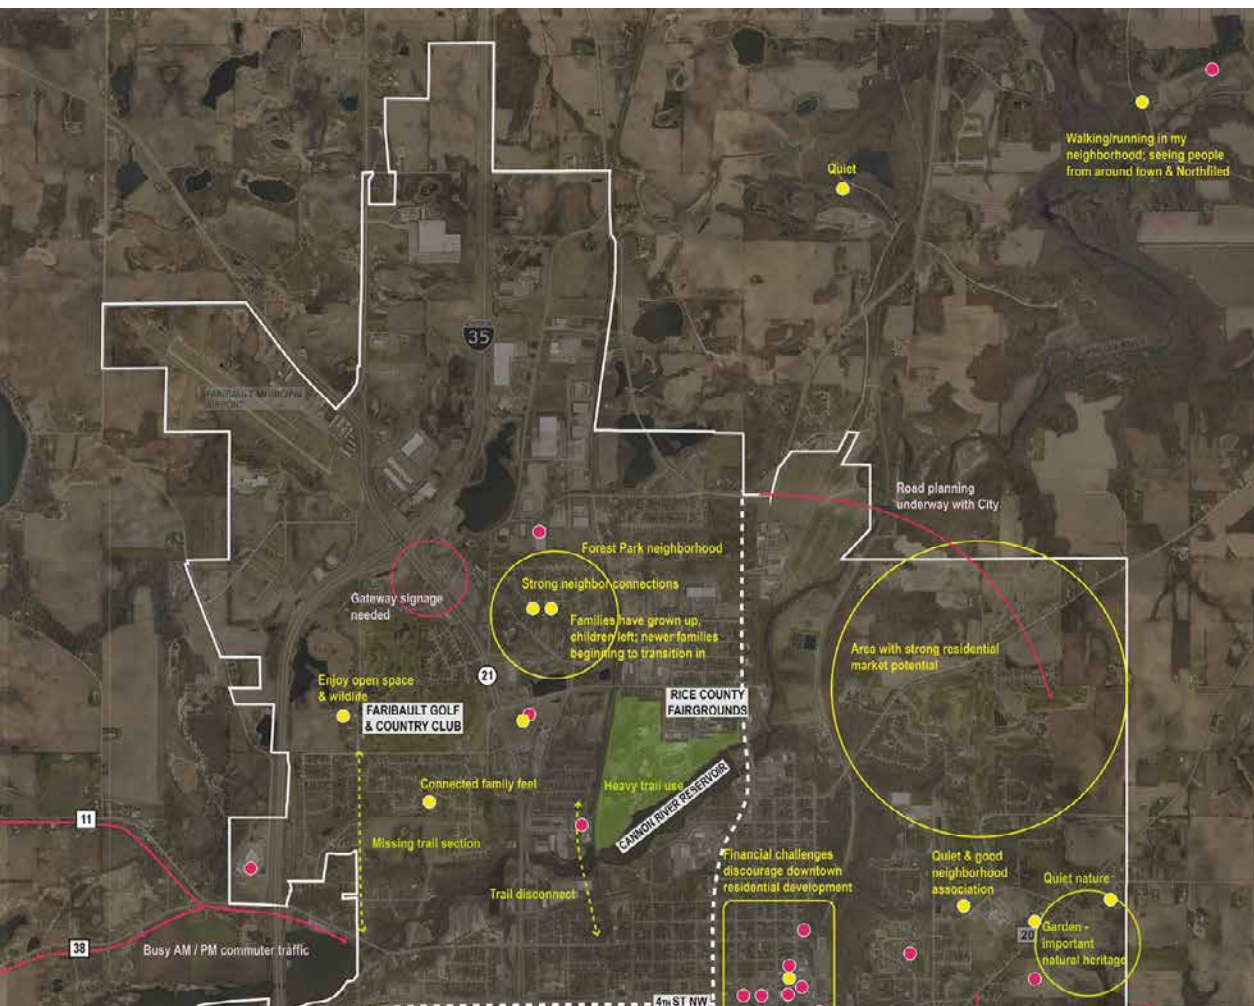 Walking/running in my
neighborhood; seeing people
from around town & Northfiled
Quiet
35
FARIBAULT MUNICIPAL
AIRPORT
Road planning
underway with City
Forest Park neighborhood
Gateway signage
needed
Strong neighbor connections
Families have grown up,
children left; newer families
beginning to transition in
Area with strong residential
market potential
21
Enjoy open space
& wildlife
FARIBAULT GOLF
& COUNTRY CLUB
RICE COUNTY
FAIRGROUNDS
Connected family feel
Heavy trail use
CANNON RIVER RESERVOIR
11
Missing trail section
Financial challenges
discourage downtown
residential development
Quiet & good
neighborhood
association
Quiet nature
Trail disconnect
38
Busy AM / PM commuter traffic
20
Garden -
important
natural heritage
4TH ST NW